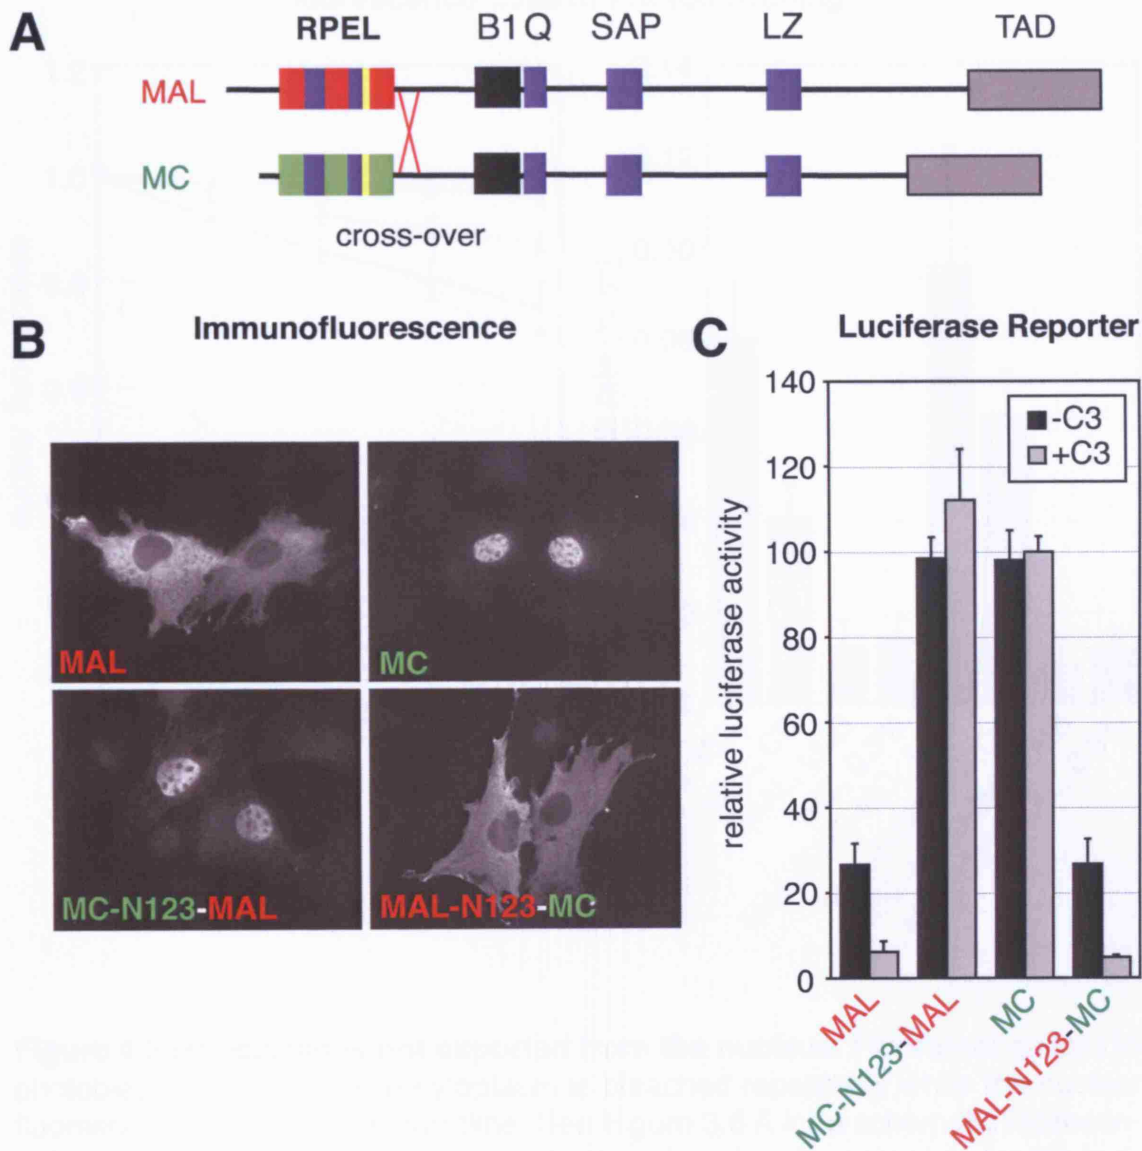 A
RPEL B1 Q SAP LZ TAD
MAL
MC
cross-over
B
Immunofluorescence
MAL
MC
MC-N123-MAL
MAL-N123-MC
C
Luciferase Reporter
-C3
+C3
relative luciferase activity
140
120
100
80
60
40
20
0
MAL
MC-N123-MAL
MC
MAL-N123-MC